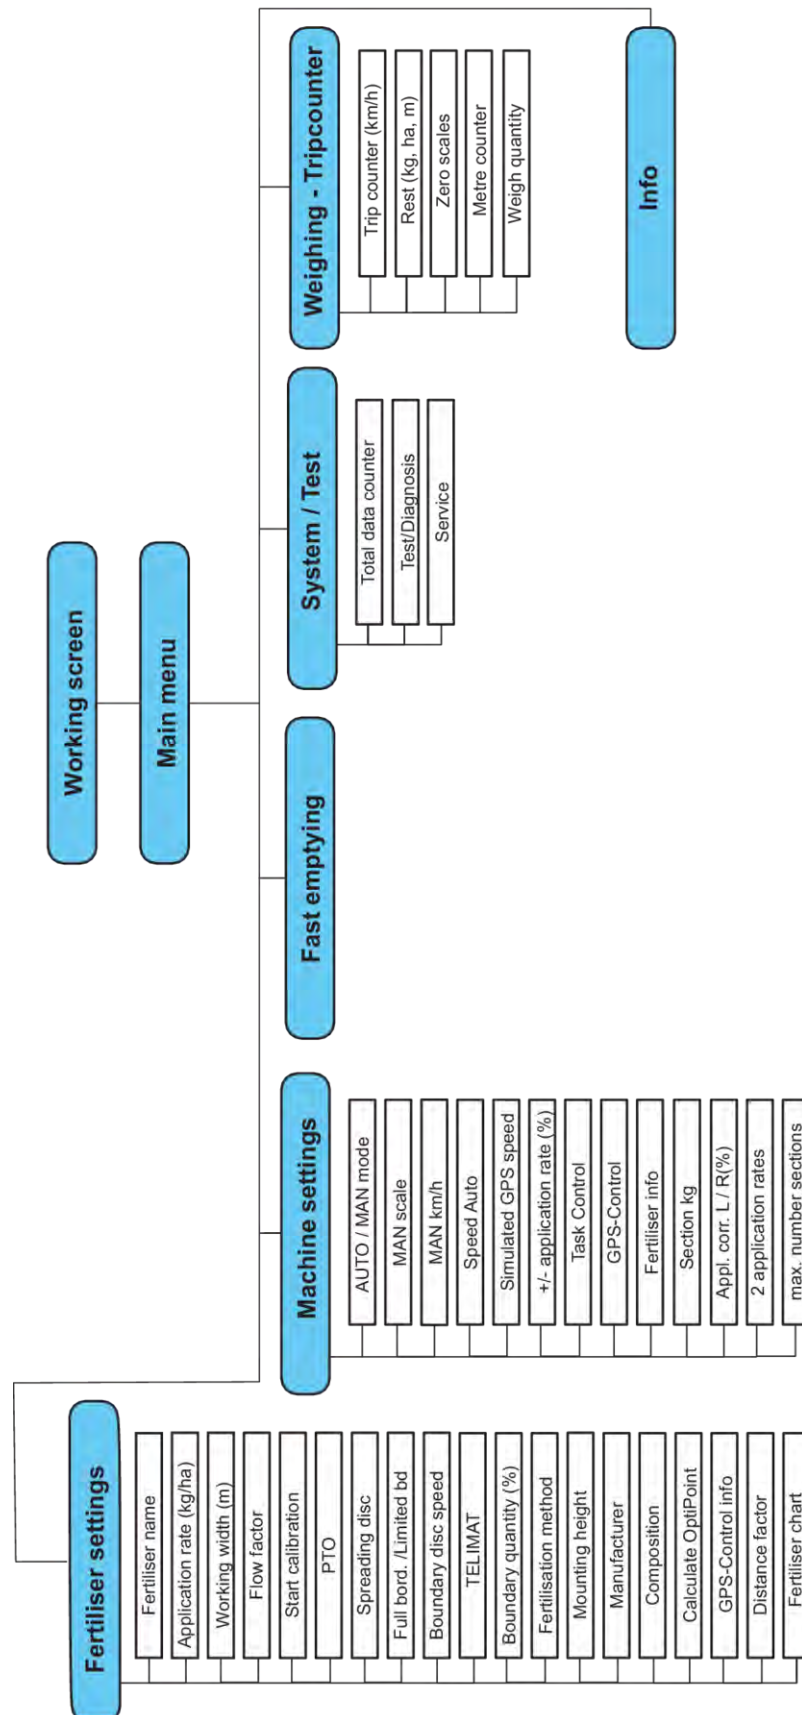 Working screen
Main menu
Fertiliser settings
Fertiliser name
Application rate (kg/ha)
Working width (m)
Flow factor
Start calibration
PTO
Spreading disc
Full bord. /Limited bd
Boundary disc speed
TELIMAT
Boundary quantity (%)
Fertilisation method
Mounting height
Manufacturer
Composition
Calculate OptiPoint
GPS-Control info
Distance factor
Fertiliser chart
Machine settings
AUTO / MAN mode
MAN scale
MAN km/h
Speed Auto
Simulated GPS speed
+/- application rate (%)
Task Control
GPS-Control
Fertiliser info
Section kg
Appl. corr. L / R(%)
2 application rates
max. number sections
Fast emptying
System / Test
Total data counter
Test/Diagnosis
Service
Weighing - Tripcounter
Trip counter (km/h)
Rest (kg, ha, m)
Zero scales
Metre counter
Weigh quantity
Info